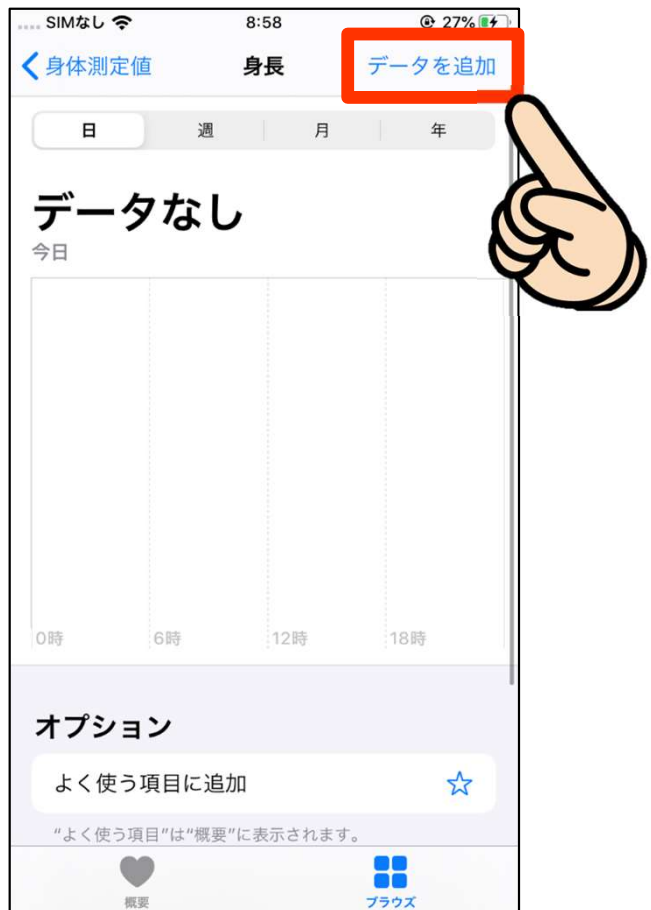 SIMなし 8:58 27%
身体測定値 身長 データを追加
日 週 月 年
データなし
今日
0時 6時 12時 18時
オプション
よく使う項目に追加
“よく使う項目”は“概要”に表示されます。
概要 ブラウズ